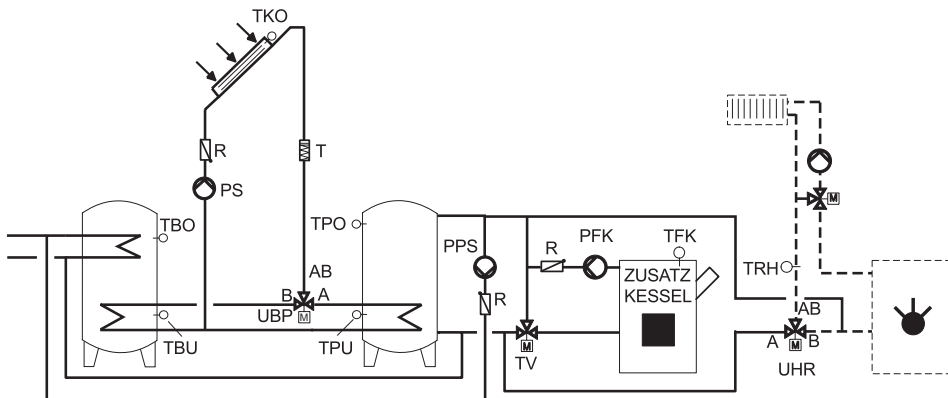 TKO
R
T
PS
TBO
TPO
AB
B
A
UBP
M
TBU
TPU
PPS
R
R
PFK
TFK
ZUSATZ
KESSEL
M
TV
M
TRH
AB
A
B
M
UHR